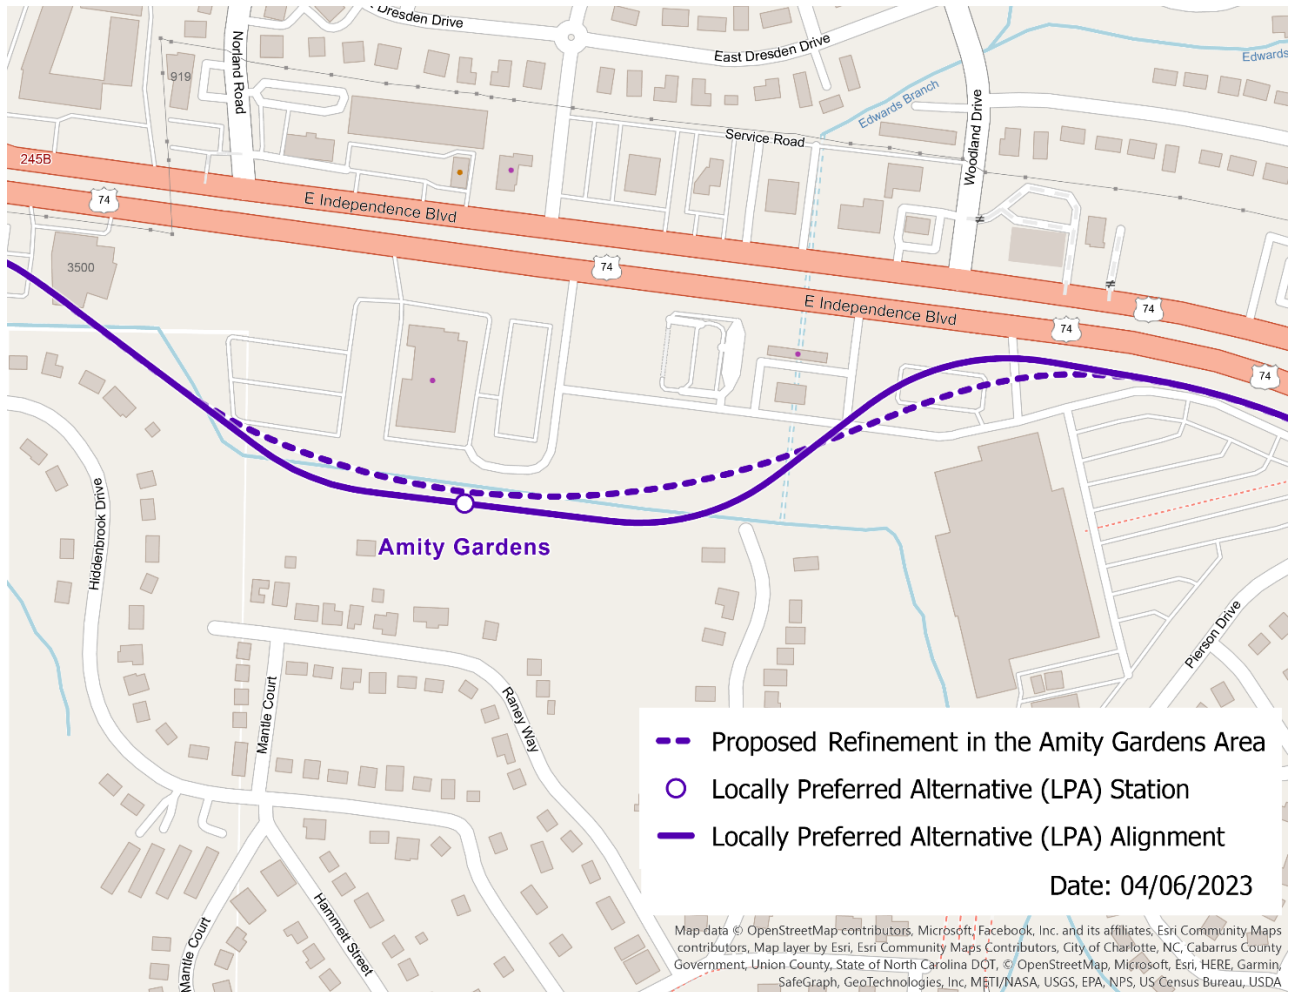 Dresden Drive
East Dresden Drive
Edwards
Norland Road
919
Edwards Branch
Woodland Drive
Service Road
245B
74
E Independence Blvd
74
3500
E Independence Blvd
74
74
74
Hiddenbrook Drive
Amity Gardens
Pierson Drive
Mantle Court
Raney Way
Proposed Refinement in the Amity Gardens Area
Locally Preferred Alternative (LPA) Station
Locally Preferred Alternative (LPA) Alignment
Date: 04/06/2023
Hammett Street
Mantle Court
Map data © OpenStreetMap contributors, Microsoft, Facebook, Inc. and its affiliates, Esri Community Maps
contributors, Map layer by Esri, Esri Community Maps Contributors, City of Charlotte, NC, Cabarrus County
Government, Union County, State of North Carolina DOT, © OpenStreetMap, Microsoft, Esri, HERE, Garmin,
SafeGraph, GeoTechnologies, Inc, METI/NASA, USGS, EPA, NPS, US Census Bureau, USDA